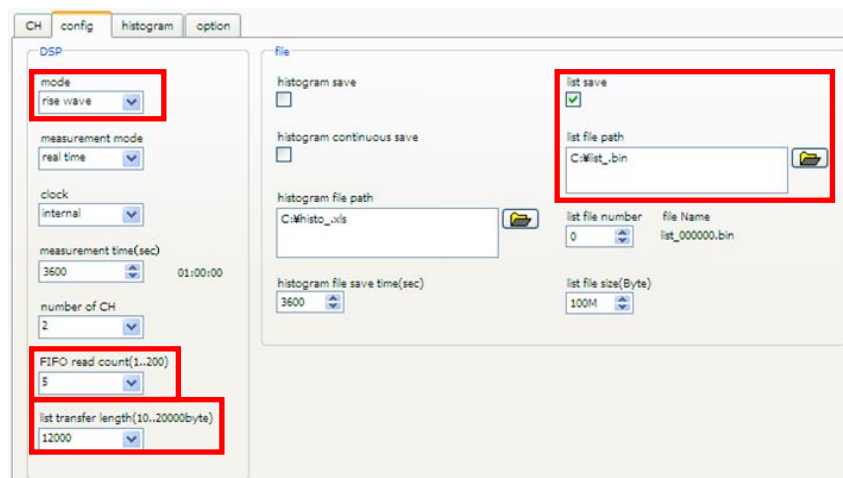 CH config histogram option
DSP
mode
rise wave
measurement mode
real time
clock
internal
measurement time(sec)
3600 01:00:00
number of CH
2
FIFO read count(1..200)
5
list transfer length(10..20000byte)
12000
file
histogram save
histogram continuous save
histogram file path
C:¥histo_.xls
histogram file save time(sec)
3600
list save
list file path
C:¥list_.bin
list file number file Name
0 list_000000.bin
list file size(Byte)
100M